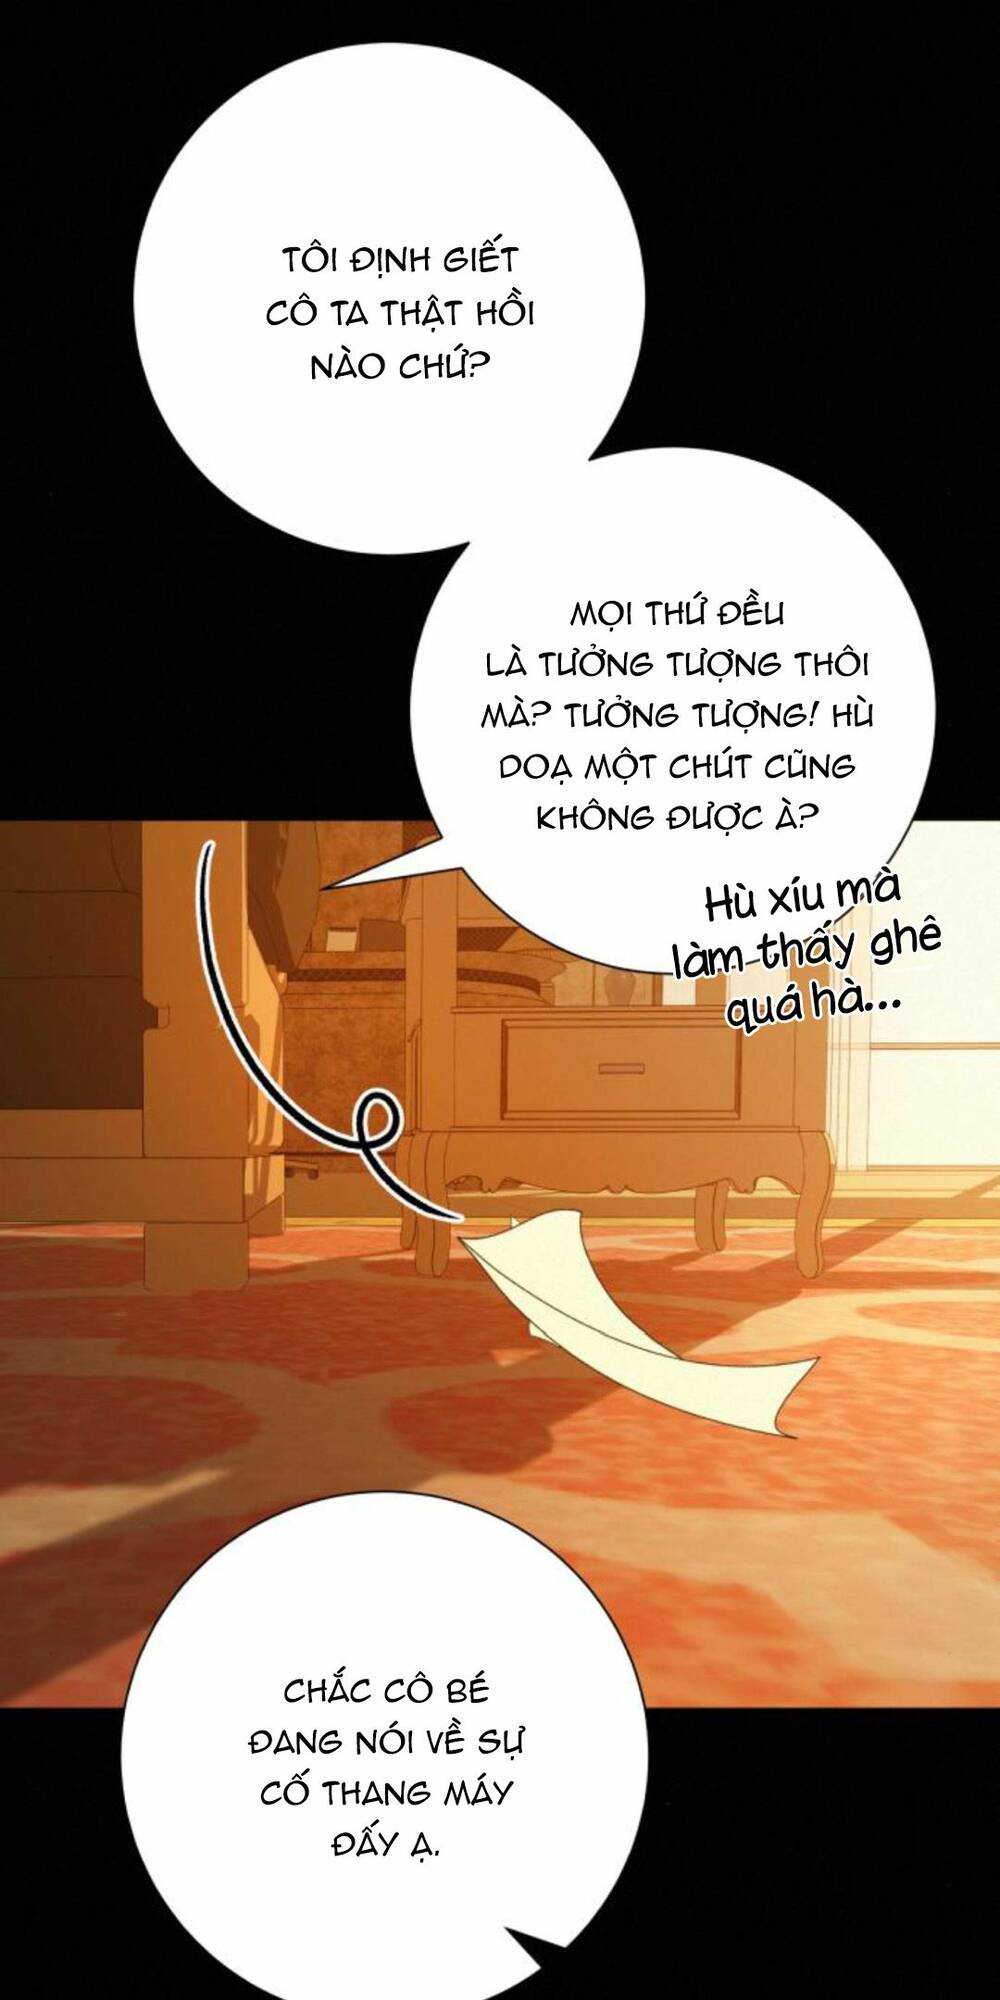 TÔI ĐỊNH GIẾT
CÔ TA THẬT HỒI
NÀO CHỨ?
MỌI THỨ ĐỀU
LÀ TƯỞNG TƯỢNG THÔI
MÀ? TƯỞNG TƯỢNG! HÙ
DOẠ MỘT CHÚT CŨNG
KHÔNG ĐƯỢC À?
Hù xíu mà
làm thấy ghê
quá hà...
CHẮC CÔ BÉ
ĐANG NÓI VỀ SỰ
CỐ THANG MÁY
ĐẤY Ạ.